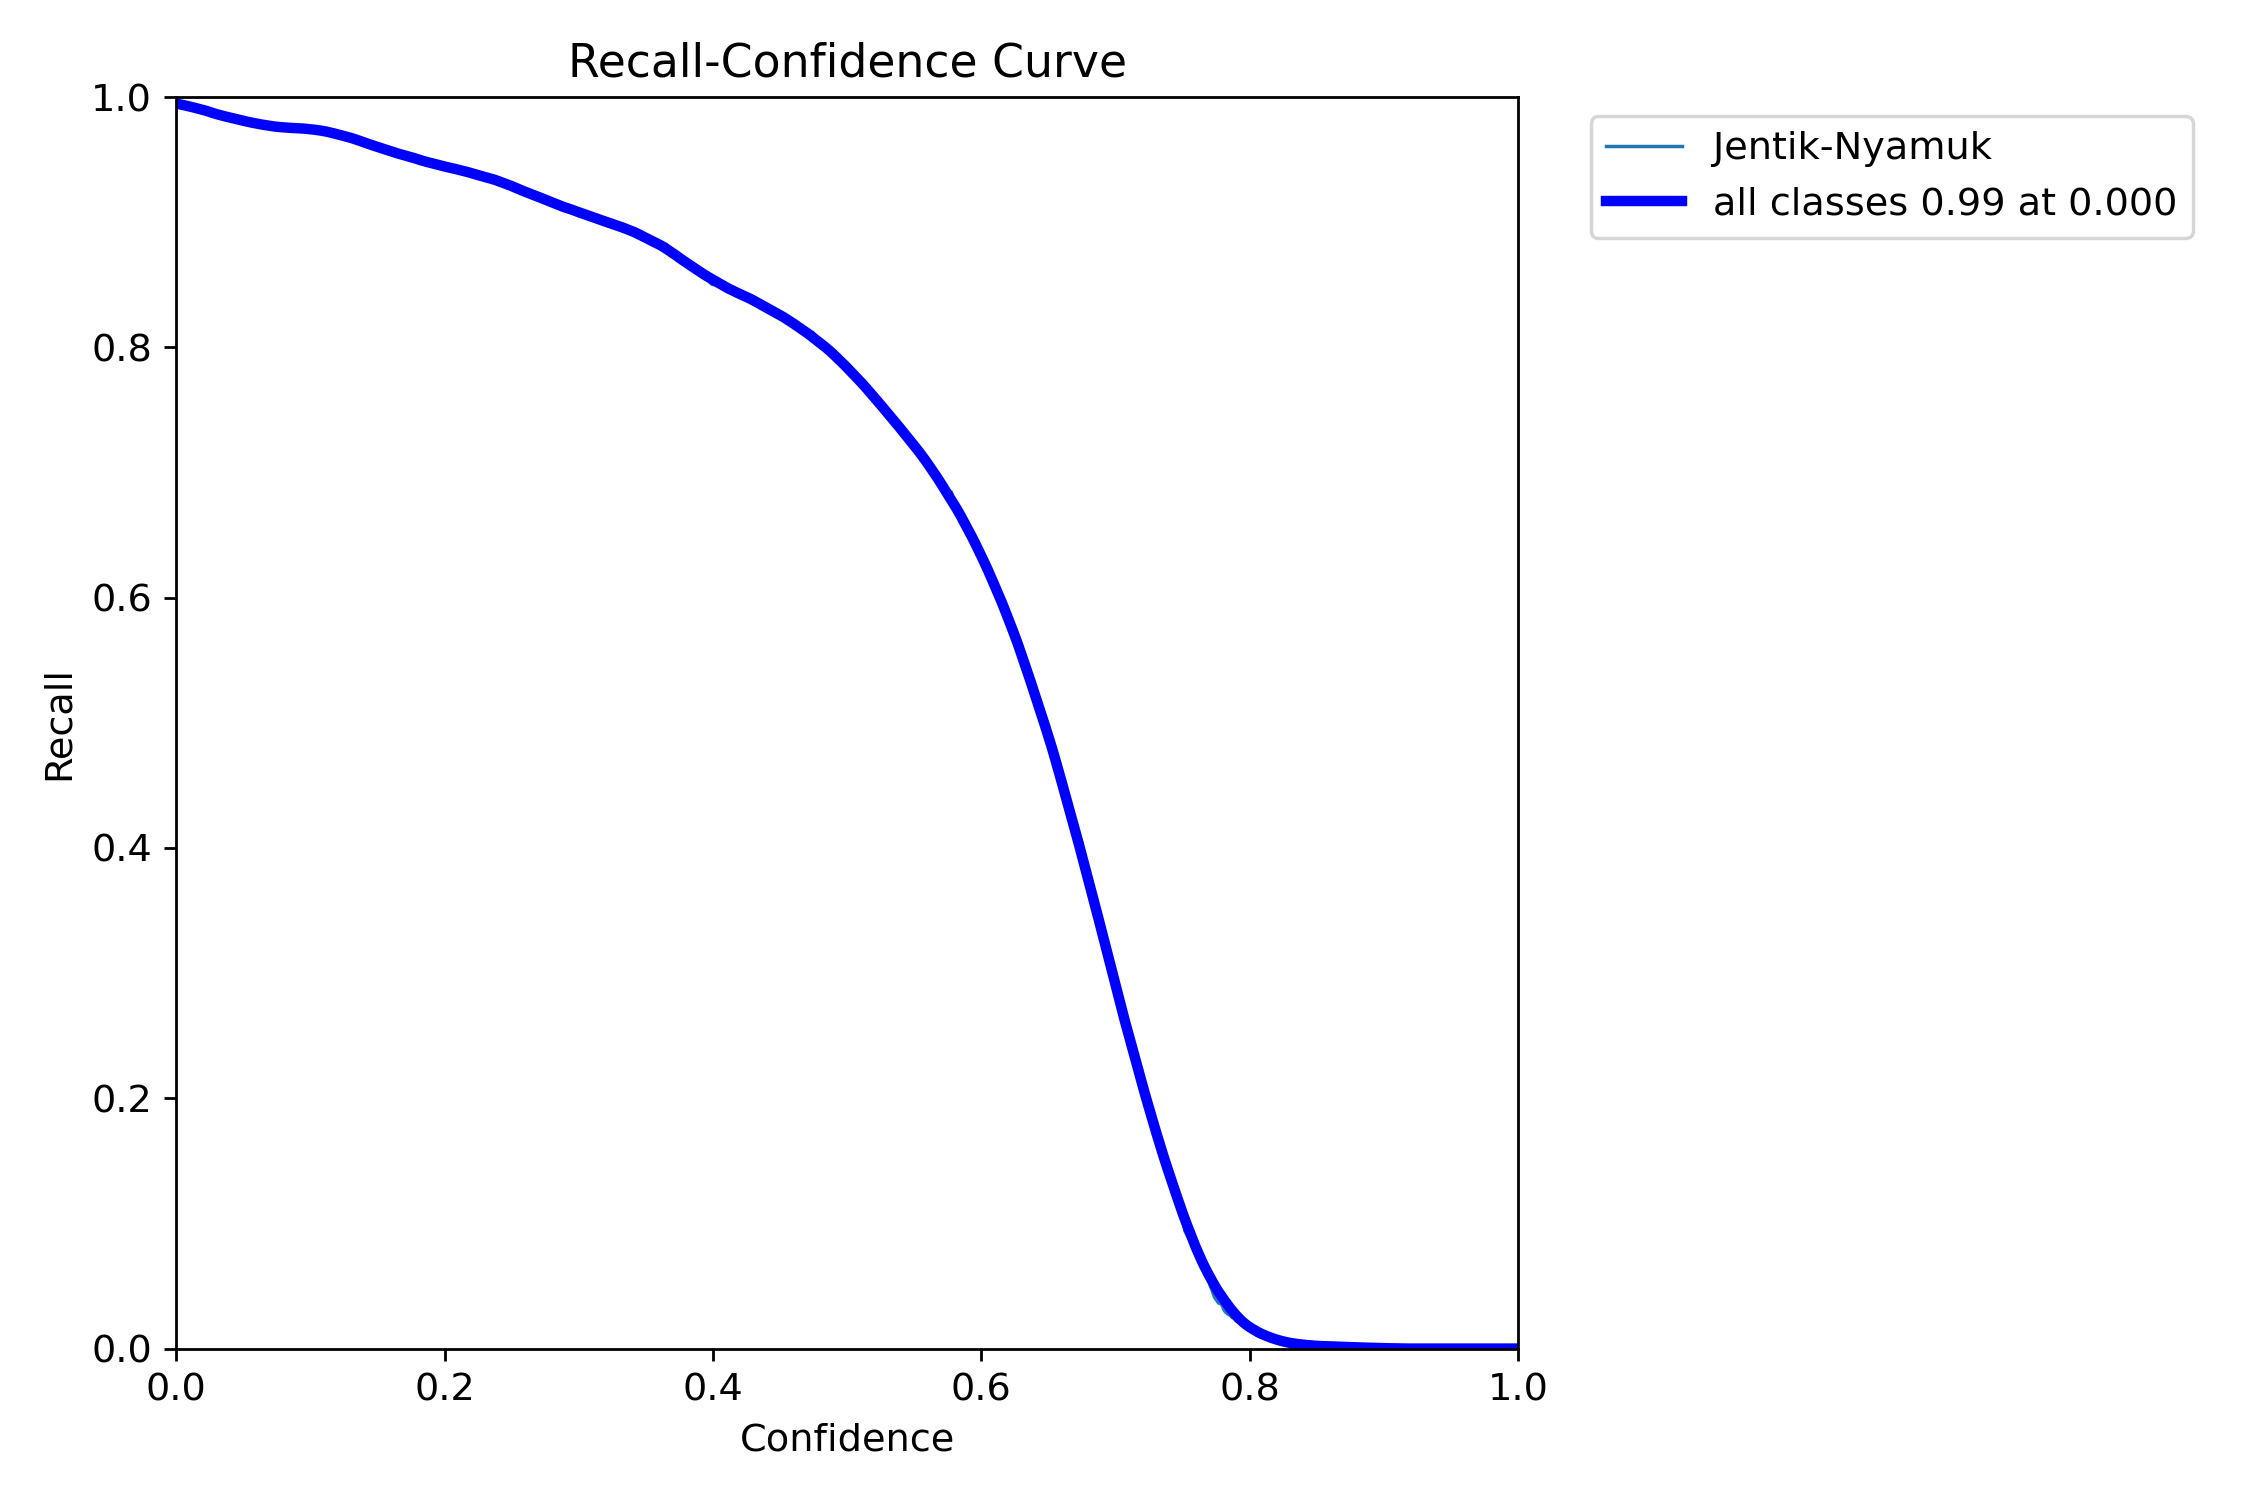 Recall-Confidence Curve
1.0
0.8
0.6
0.4
0.2
0.0
Recall
0.0 0.2 0.4 0.6 0.8 1.0
Confidence
Jentik-Nyamuk
all classes 0.99 at 0.000